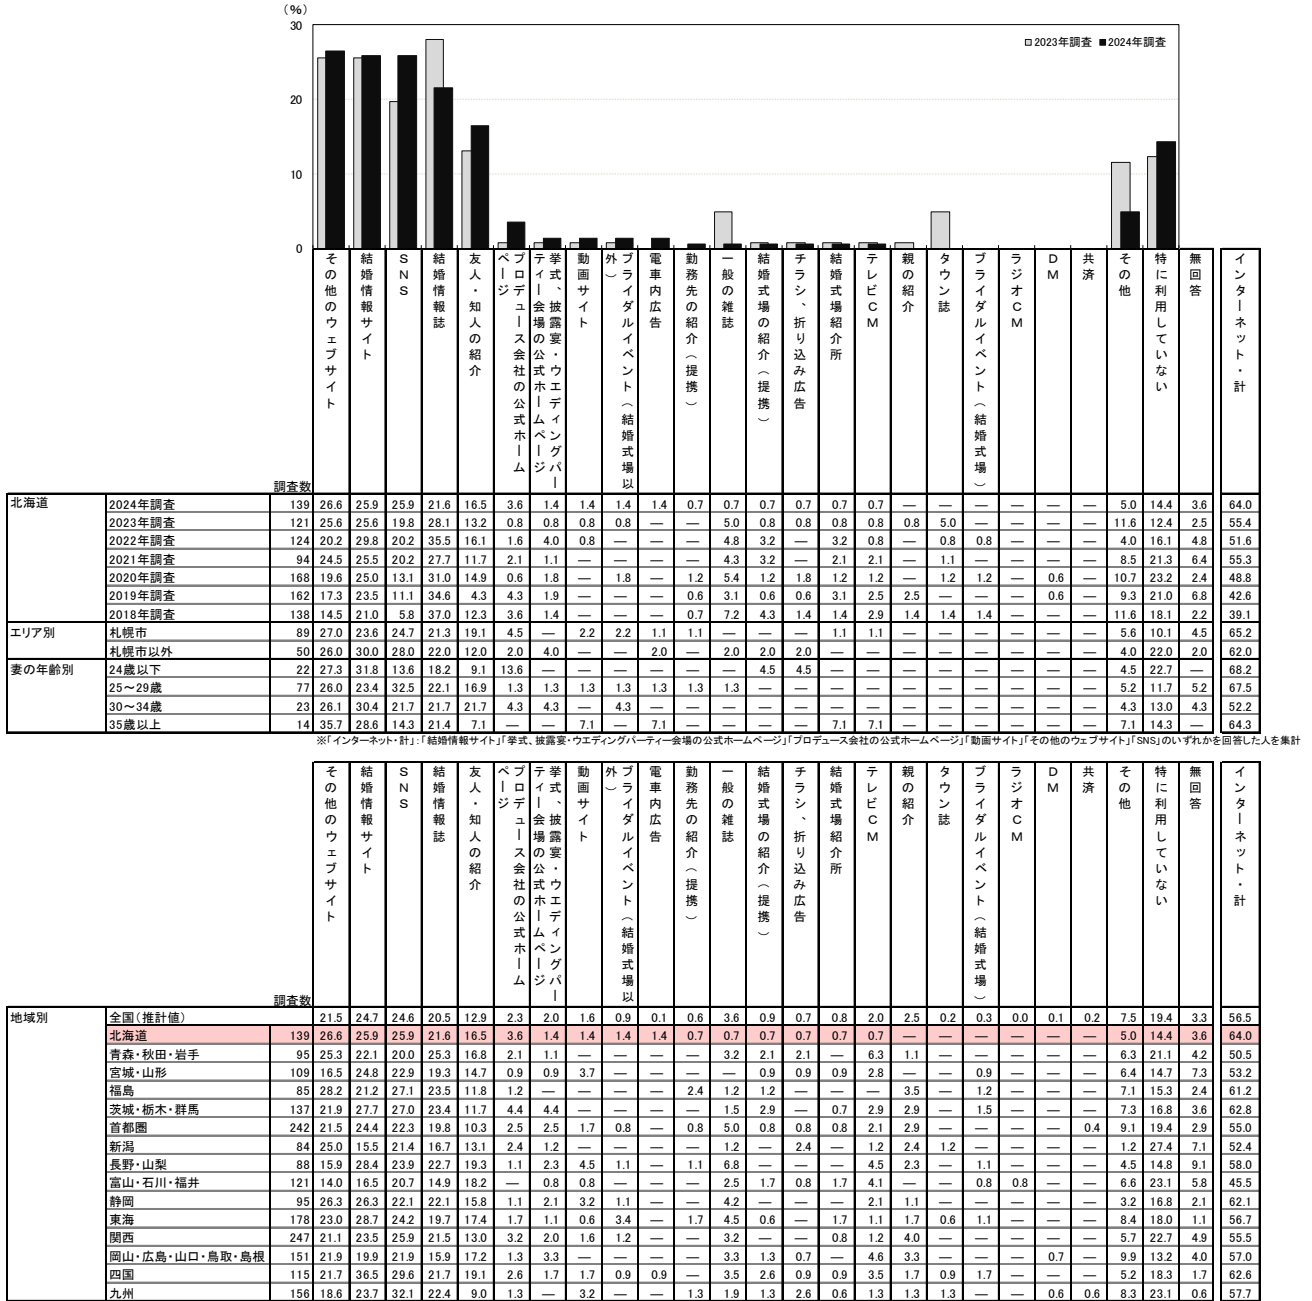 (%)
30
20
10
0
□2023年調査 ■2024年調査
その他のウェブサイト
結婚情報サイト
SNS
結婚情報誌
友人・知人の紹介
プロデュース会社の公式ホームページ
挙式、披露宴・ウエディングパーティー会場の公式ホームページ
動画サイト
ブライダルイベント(結婚式場以外)
電車内広告
勤務先の紹介(提携)
一般の雑誌
結婚式場の紹介(提携)
チラシ、折り込み広告
結婚式場紹介所
テレビCM
親の紹介
タウン誌
ブライダルイベント(結婚式場)
ラジオCM
DM
共済
その他
特に利用していない
無回答
インターネット・計
調査数
北海道 2024年調査 139 26.6 25.9 25.9 21.6 16.5 3.6 1.4 1.4 1.4 1.4 0.7 0.7 0.7 0.7 0.7 0.7 — — — — — — 5.0 14.4 3.6 64.0
2023年調査 121 25.6 25.6 19.8 28.1 13.2 0.8 0.8 0.8 0.8 — — 5.0 0.8 0.8 0.8 0.8 0.8 5.0 — — — — 11.6 12.4 2.5 55.4
2022年調査 124 20.2 29.8 20.2 35.5 16.1 1.6 4.0 0.8 — — — 4.8 3.2 — 3.2 0.8 — 0.8 0.8 — — — 4.0 16.1 4.8 51.6
2021年調査 94 24.5 25.5 20.2 27.7 11.7 2.1 1.1 — — — — 4.3 3.2 — 2.1 2.1 — 1.1 — — — — 8.5 21.3 6.4 55.3
2020年調査 168 19.6 25.0 13.1 31.0 14.9 0.6 1.8 — 1.8 — 1.2 5.4 1.2 1.8 1.2 1.2 — 1.2 1.2 — 0.6 — 10.7 23.2 2.4 48.8
2019年調査 162 17.3 23.5 11.1 34.6 4.3 4.3 1.9 — — — 0.6 3.1 0.6 0.6 3.1 2.5 2.5 — — — 0.6 — 9.3 21.0 6.8 42.6
2018年調査 138 14.5 21.0 5.8 37.0 12.3 3.6 1.4 — — — 0.7 7.2 4.3 1.4 1.4 2.9 1.4 1.4 1.4 — — — 11.6 18.1 2.2 39.1
エリア別 札幌市 89 27.0 23.6 24.7 21.3 19.1 4.5 — 2.2 2.2 1.1 1.1 — — — 1.1 1.1 — — — — — — 5.6 10.1 4.5 65.2
札幌市以外 50 26.0 30.0 28.0 22.0 12.0 2.0 4.0 — — 2.0 — 2.0 2.0 2.0 — — — — — — — — 4.0 22.0 2.0 62.0
妻の年齢別 24歳以下 22 27.3 31.8 13.6 18.2 9.1 13.6 — — — — — — 4.5 4.5 — — — — — — — — 4.5 22.7 — 68.2
25~29歳 77 26.0 23.4 32.5 22.1 16.9 1.3 1.3 1.3 1.3 1.3 1.3 1.3 — — — — — — — — — — 5.2 11.7 5.2 67.5
30~34歳 23 26.1 30.4 21.7 21.7 21.7 4.3 4.3 — 4.3 — — — — — — — — — — — — — 4.3 13.0 4.3 52.2
35歳以上 14 35.7 28.6 14.3 21.4 7.1 — — 7.1 — 7.1 — — — — 7.1 7.1 — — — — — — 7.1 14.3 — 64.3
※「インターネット・計」:「結婚情報サイト」「挙式、披露宴・ウエディングパーティー会場の公式ホームページ」「プロデュース会社の公式ホームページ」「動画サイト」「その他のウェブサイト」「SNS」のいずれかを回答した人を集計
その他のウェブサイト
結婚情報サイト
SNS
結婚情報誌
友人・知人の紹介
プロデュース会社の公式ホームページ
挙式、披露宴・ウエディングパーティー会場の公式ホームページ
動画サイト
ブライダルイベント(結婚式場以外)
電車内広告
勤務先の紹介(提携)
一般の雑誌
結婚式場の紹介(提携)
チラシ、折り込み広告
結婚式場紹介所
テレビCM
親の紹介
タウン誌
ブライダルイベント(結婚式場)
ラジオCM
DM
共済
その他
特に利用していない
無回答
インターネット・計
調査数
地域別 全国(推計値) 21.5 24.7 24.6 20.5 12.9 2.3 2.0 1.6 0.9 0.1 0.6 3.6 0.9 0.7 0.8 2.0 2.5 0.2 0.3 0.0 0.1 0.2 7.5 19.4 3.3 56.5
北海道 139 26.6 25.9 25.9 21.6 16.5 3.6 1.4 1.4 1.4 1.4 0.7 0.7 0.7 0.7 0.7 0.7 — — — — — — 5.0 14.4 3.6 64.0
青森・秋田・岩手 95 25.3 22.1 20.0 25.3 16.8 2.1 1.1 — — — — 3.2 2.1 2.1 — 6.3 1.1 — — — — — 6.3 21.1 4.2 50.5
宮城・山形 109 16.5 24.8 22.9 19.3 14.7 0.9 0.9 3.7 — — — — 0.9 0.9 0.9 2.8 — — 0.9 — — — 6.4 14.7 7.3 53.2
福島 85 28.2 21.2 27.1 23.5 11.8 1.2 — — — — 2.4 1.2 1.2 — — — 3.5 — 1.2 — — — 7.1 15.3 2.4 61.2
茨城・栃木・群馬 137 21.9 27.7 27.0 23.4 11.7 4.4 4.4 — — — — 1.5 2.9 — 0.7 2.9 2.9 — 1.5 — — — 7.3 16.8 3.6 62.8
首都圏 242 21.5 24.4 22.3 19.8 10.3 2.5 2.5 1.7 0.8 — 0.8 5.0 0.8 0.8 0.8 2.1 2.9 — — — — 0.4 9.1 19.4 2.9 55.0
新潟 84 25.0 15.5 21.4 16.7 13.1 2.4 1.2 — — — — 1.2 — 2.4 — 1.2 2.4 1.2 — — — — 1.2 27.4 7.1 52.4
長野・山梨 88 15.9 28.4 23.9 22.7 19.3 1.1 2.3 4.5 1.1 — 1.1 6.8 — — — 4.5 2.3 — 1.1 — — — 4.5 14.8 9.1 58.0
富山・石川・福井 121 14.0 16.5 20.7 14.9 18.2 — 0.8 0.8 — — — 2.5 1.7 0.8 1.7 4.1 — — 0.8 0.8 — — 6.6 23.1 5.8 45.5
静岡 95 26.3 26.3 22.1 22.1 15.8 1.1 2.1 3.2 1.1 — — 4.2 — — — 2.1 1.1 — — — — — 3.2 16.8 2.1 62.1
東海 178 23.0 28.7 24.2 19.7 17.4 1.7 1.1 0.6 3.4 — 1.7 4.5 0.6 — 1.7 1.1 1.7 0.6 1.1 — — — 8.4 18.0 1.1 56.7
関西 247 21.1 23.5 25.9 21.5 13.0 3.2 2.0 1.6 1.2 — — 3.2 — — 0.8 1.2 4.0 — — — — — 5.7 22.7 4.9 55.5
岡山・広島・山口・鳥取・島根 151 21.9 19.9 21.9 15.9 17.2 1.3 3.3 — — — — 3.3 1.3 0.7 — 4.6 3.3 — — — 0.7 — 9.9 13.2 4.0 57.0
四国 115 21.7 36.5 29.6 21.7 19.1 2.6 1.7 1.7 0.9 0.9 — 3.5 2.6 0.9 0.9 3.5 1.7 0.9 1.7 — — — 5.2 18.3 1.7 62.6
九州 156 18.6 23.7 32.1 22.4 9.0 1.3 — 3.2 — — 1.3 1.9 1.3 2.6 0.6 1.3 1.3 1.3 — — 0.6 0.6 8.3 23.1 0.6 57.7